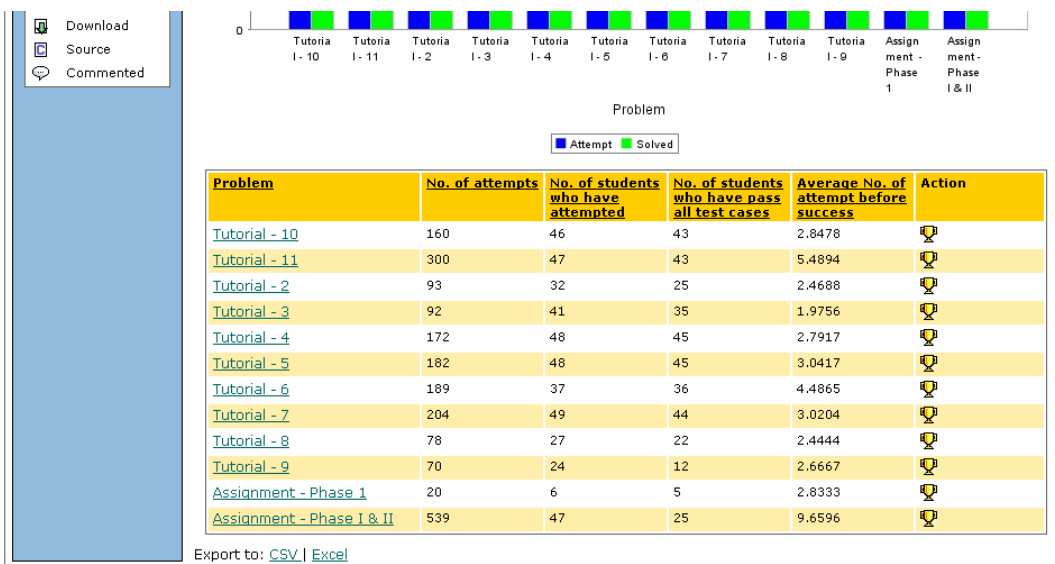 Download
Source
Commented
0
Tutoria Tutoria Tutoria Tutoria Tutoria Tutoria Tutoria Tutoria Tutoria Tutoria Assign Assign
l - 10 l - 11 l - 2 l - 3 l - 4 l - 5 l - 6 l - 7 l - 8 l - 9 ment - ment -
Phase Phase
1 I & II
Problem
Attempt Solved
Problem No. of attempts No. of students No. of students Average No. of Action
who have who have pass attempt before
attempted all test cases success
Tutorial - 10 160 46 43 2.8478
Tutorial - 11 300 47 43 5.4894
Tutorial - 2 93 32 25 2.4688
Tutorial - 3 92 41 35 1.9756
Tutorial - 4 172 48 45 2.7917
Tutorial - 5 182 48 45 3.0417
Tutorial - 6 189 37 36 4.4865
Tutorial - 7 204 49 44 3.0204
Tutorial - 8 78 27 22 2.4444
Tutorial - 9 70 24 12 2.6667
Assignment - Phase 1 20 6 5 2.8333
Assignment - Phase I & II 539 47 25 9.6596
Export to: CSV | Excel